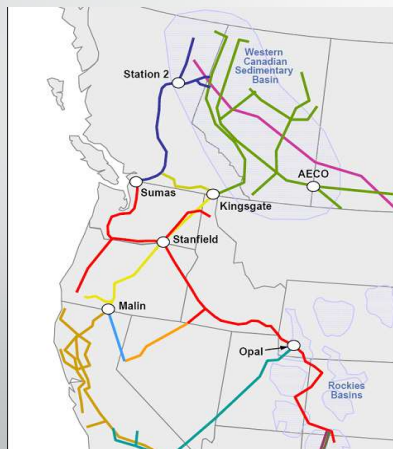 Western
Canadian
Sedimentary
Basin
Station 2
AECO
Sumas
Kingsgate
Stanfield
Malin
Opal
Rockies
Basins